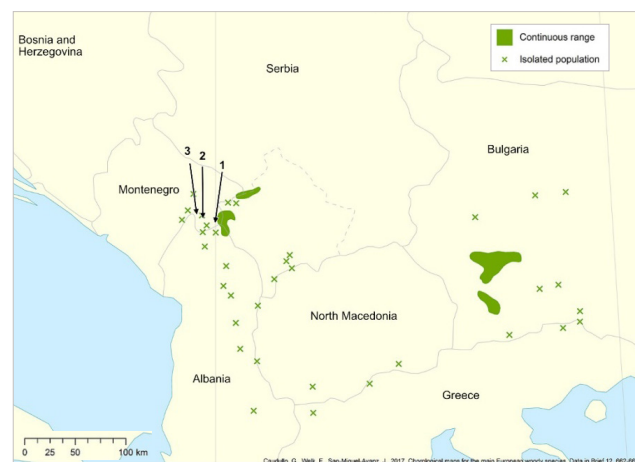 Bosnia and
Herzegovina
Serbia
Continuous range
Isolated population
Bulgaria
3
2
1
Montenegro
North Macedonia
Albania
Greece
0 25 50 100 km
Caudullo, G., Welk, E., San-Miguel-Ayanz, J., 2017. Chorological maps for the main European woody species. Data in Brief 12, 662-66